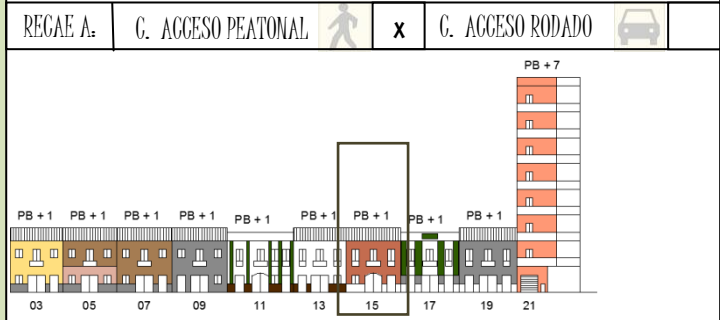 RECAE A: C. ACCESO PEATONAL X C. ACCESO RODADO
PB + 7
PB + 1 PB + 1 PB + 1 PB + 1 PB + 1 PB + 1 PB + 1 PB + 1 PB + 1
03 05 07 09 11 13 15 17 19 21